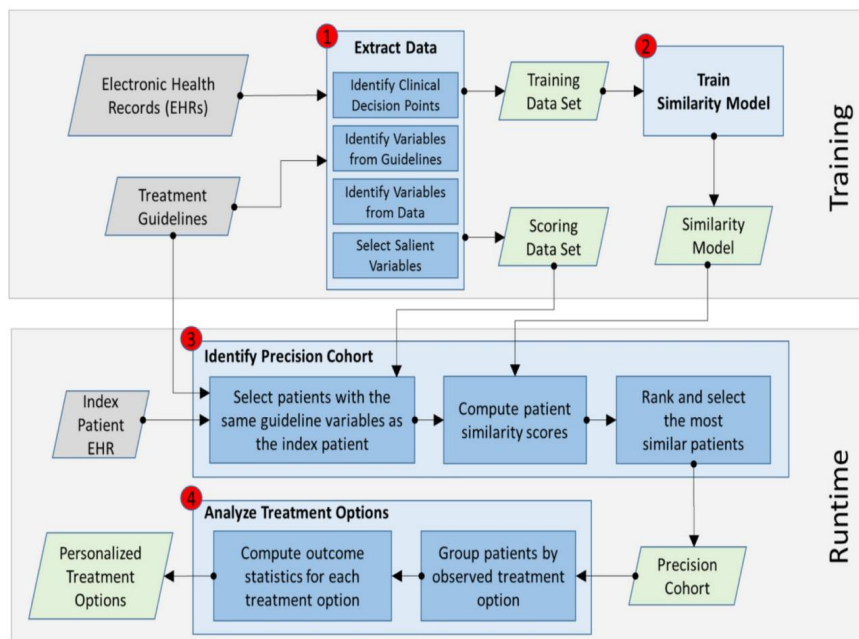 1
Extract Data
2
Electronic Health
Records (EHRs)
Identify Clinical
Decision Points
Training
Data Set
Train
Similarity Model
Identify Variables
from Guidelines
Treatment
Guidelines
Identify Variables
from Data
Select Salient
Variables
Scoring
Data Set
Similarity
Model
Training
3
Identify Precision Cohort
Index
Patient
EHR
Select patients with the
same guideline variables as
the index patient
Compute patient
similarity scores
Rank and select
the most
similar patients
4
Analyze Treatment Options
Personalized
Treatment
Options
Compute outcome
statistics for each
treatment option
Group patients by
observed treatment
option
Precision
Cohort
Runtime